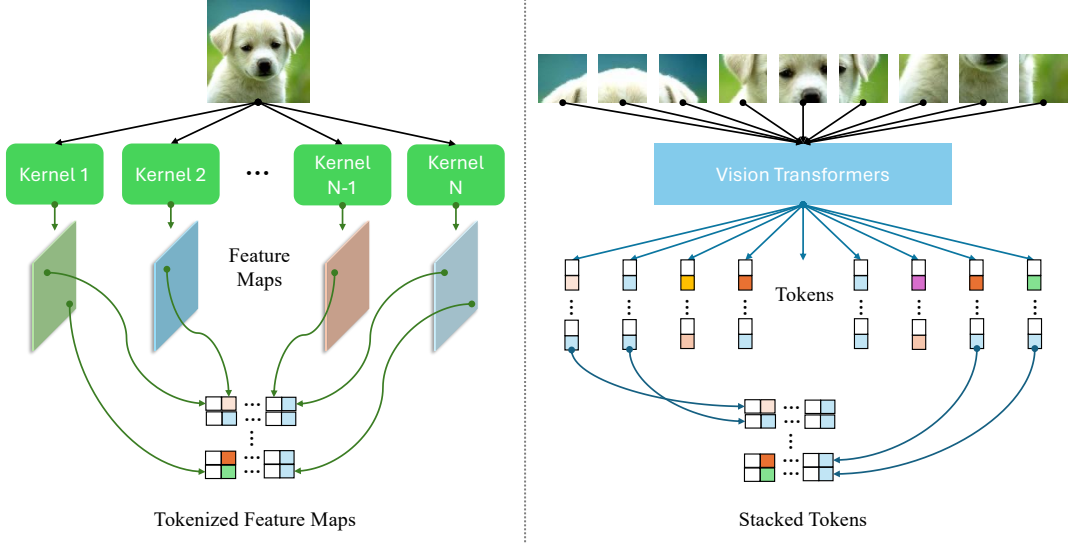 Kernel 1
Kernel 2
...
Kernel
N-1
Kernel
N
Feature
Maps
Tokenized Feature Maps
Vision Transformers
Tokens
Stacked Tokens